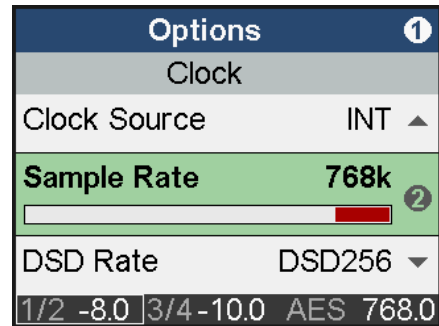 Options 1
Clock
Clock Source INT
Sample Rate 768k
2
DSD Rate DSD256
1/2 -8.0 3/4 -10.0 AES 768.0